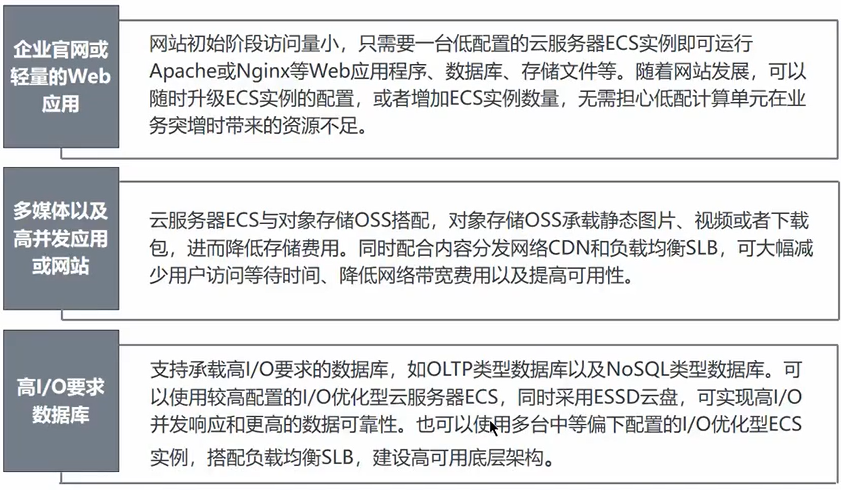 企业官网或
轻量的Web
应用
网站初始阶段访问量小，只需要一台低配置的云服务器ECS实例即可运行
Apache或Nginx等Web应用程序、数据库、存储文件等。随着网站发展，可以
随时升级ECS实例的配置，或者增加ECS实例数量，无需担心低配计算单元在业
务突增时带来的资源不足。
多媒体以及
高并发应用
或网站
云服务器ECS与对象存储OSS搭配，对象存储OSS承载静态图片、视频或者下载
包，进而降低存储费用。同时配合内容分发网络CDN和负载均衡SLB，可大幅减
少用户访问等待时间、降低网络带宽费用以及提高可用性。
高I/O要求
数据库
支持承载高I/O要求的数据库，如OLTP类型数据库以及NoSQL类型数据库。可
以使用较高配置的I/O优化型云服务器ECS，同时采用ESSD云盘，可实现高I/O
并发响应和更高的数据可靠性。也可以使用多台中等偏下配置的I/O优化型ECS
实例，搭配负载均衡SLB，建设高可用底层架构。